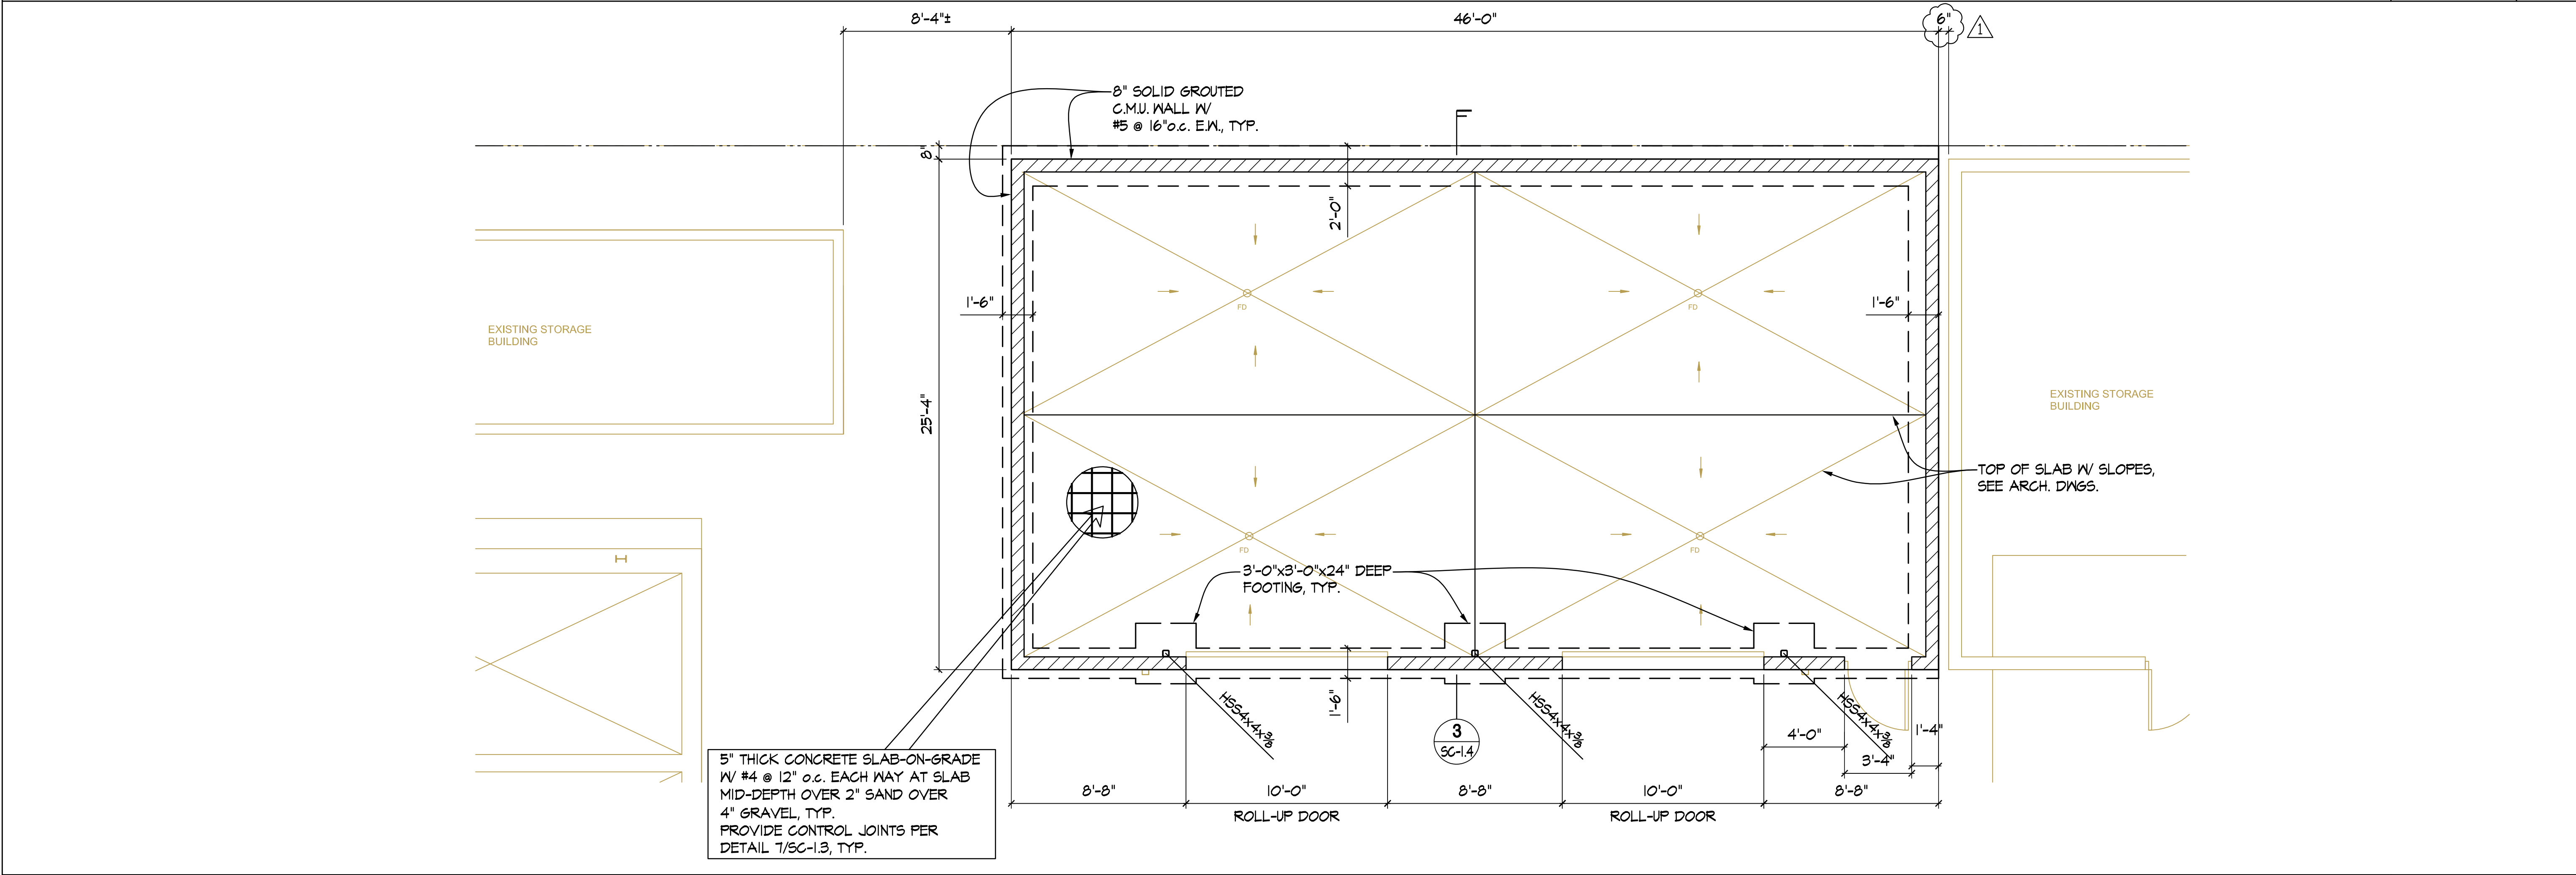 8'-4"±
46'-0"
6"
1
8" SOLID GROUTED
C.M.U. WALL W/
#5 @ 16"o.c. E.W., TYP.
F
8"
2'-0"
1'-6"
1'-6"
EXISTING STORAGE
BUILDING
FD
FD
25'-4"
EXISTING STORAGE
BUILDING
TOP OF SLAB W/ SLOPES,
SEE ARCH. DWGS.
H
FD
FD
3'-0"x3'-0"x24" DEEP
FOOTING, TYP.
HSS4x4x3/8
1'-6"
HSS4x4x3/8
HSS4x4x3/8
3
SC-1.4
4'-0"
1'-4"
3'-4"
5" THICK CONCRETE SLAB-ON-GRADE
W/ #4 @ 12" o.c. EACH WAY AT SLAB
MID-DEPTH OVER 2" SAND OVER
4" GRAVEL, TYP.
PROVIDE CONTROL JOINTS PER
DETAIL 7/SC-1.3, TYP.
8'-8"
10'-0"
8'-8"
10'-0"
8'-8"
ROLL-UP DOOR
ROLL-UP DOOR